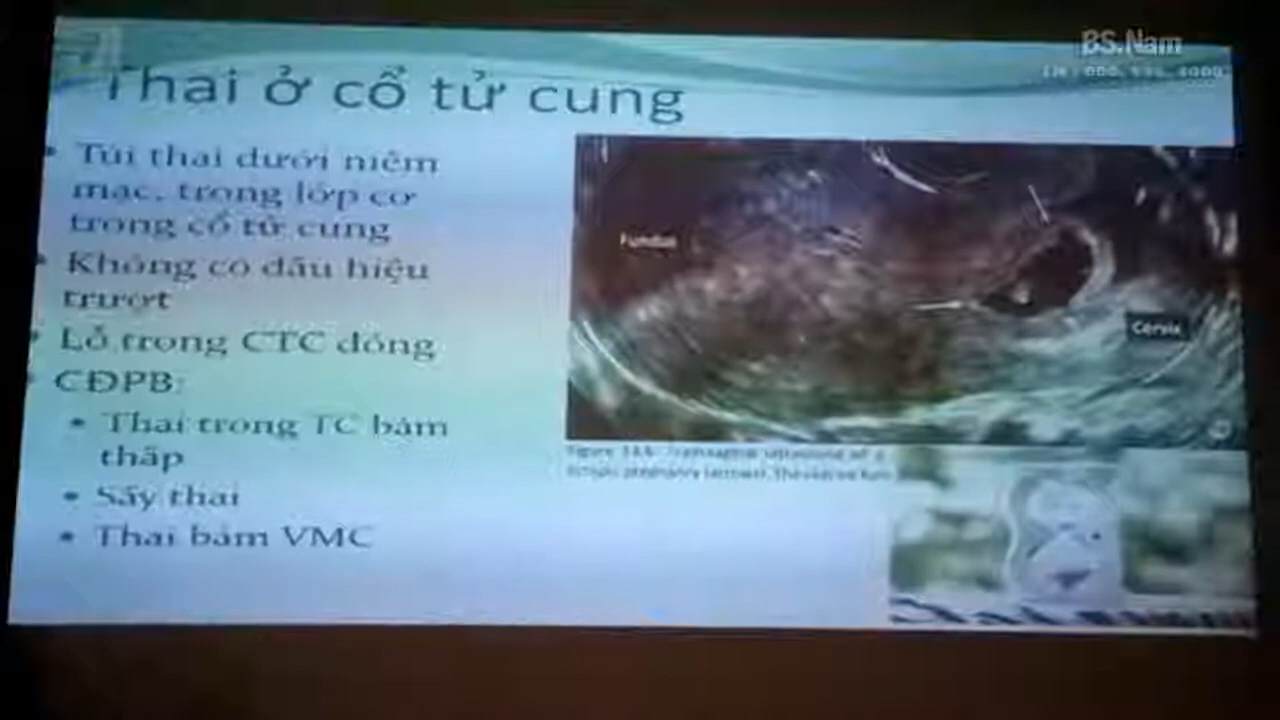 BS.Nam
Thai ở cổ tử cung
Túi thai dưới niêm
mạc, trong lớp cơ
trong cổ tử cung
Không có dấu hiệu
trượt
Lỗ trong CTC đóng
CĐPB:
Thai trong TC bám
thấp
Sẩy thai
Thai bám VMC
Fundus
Cervix